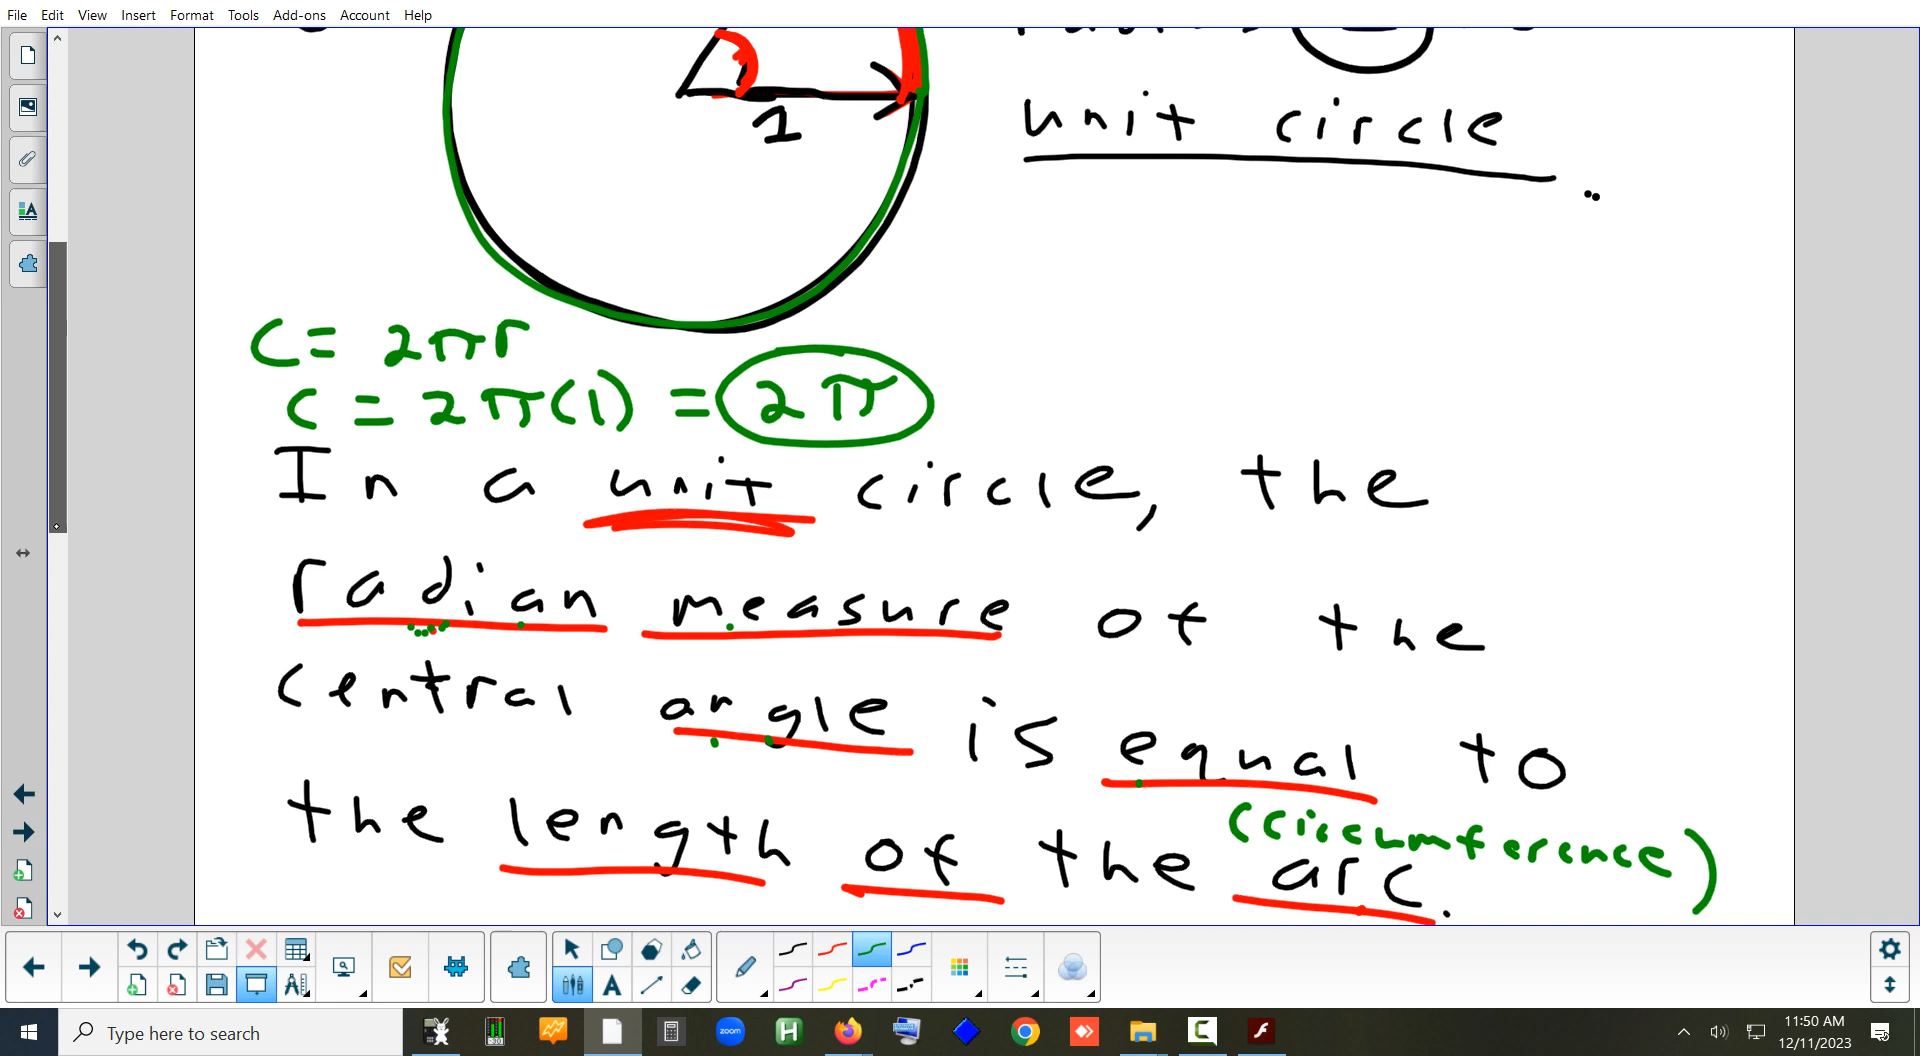 File Edit View Insert Format Tools Add-ons Account Help
1
unit circle
C = 2πr
C = 2π(1) = 2π
In a unit circle, the
radian measure of the
central angle is equal to
(circumference)
the length of the arc.
A
Type here to search
zoom
H
11:50 AM
12/11/2023